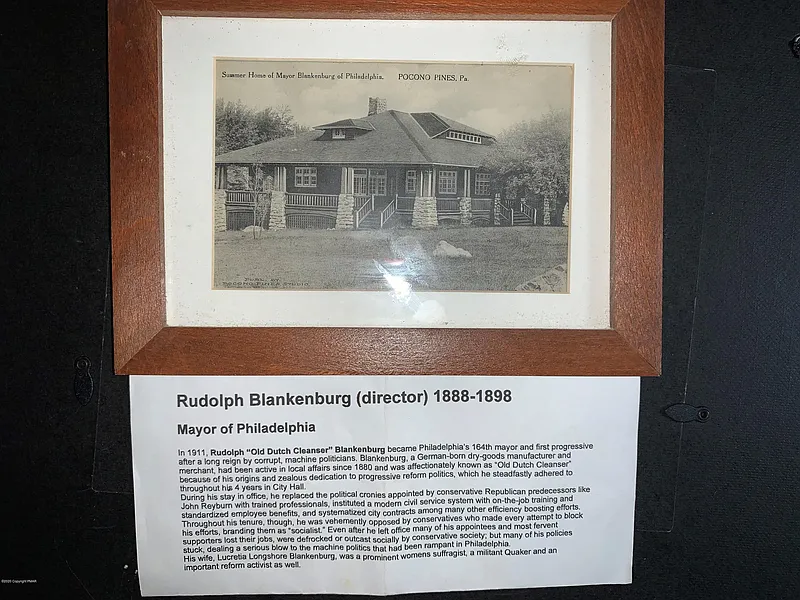 Summer Home of Mayor Blankenburg of Philadelphia. POCONO PINES, Pa.
PUBL. BY
POCONO PINES STUDIO
Rudolph Blankenburg (director) 1888-1898
Mayor of Philadelphia
In 1911, Rudolph "Old Dutch Cleanser" Blankenburg became Philadelphia's 164th mayor and first progressive
after a long reign by corrupt, machine politicians. Blankenburg, a German-born dry-goods manufacturer and
merchant, had been active in local affairs since 1880 and was affectionately known as "Old Dutch Cleanser"
because of his origins and zealous dedication to progressive reform politics, which he steadfastly adhered to
throughout his 4 years in City Hall.
During his stay in office, he replaced the political cronies appointed by conservative Republican predecessors like
John Reyburn with trained professionals, instituted a modern civil service system with on-the-job training and
standardized employee benefits, and systematized city contracts among many other efficiency boosting efforts.
Throughout his tenure, though, he was vehemently opposed by conservatives who made every attempt to block
his efforts, branding them as "socialist." Even after he left office many of his appointees and most fervent
supporters lost their jobs, were defrocked or outcast socially by conservative society; but many of his policies
stuck, dealing a serious blow to the machine politics that had been rampant in Philadelphia.
His wife, Lucretia Longshore Blankenburg, was a prominent womens suffragist, a militant Quaker and an
important reform activist as well.